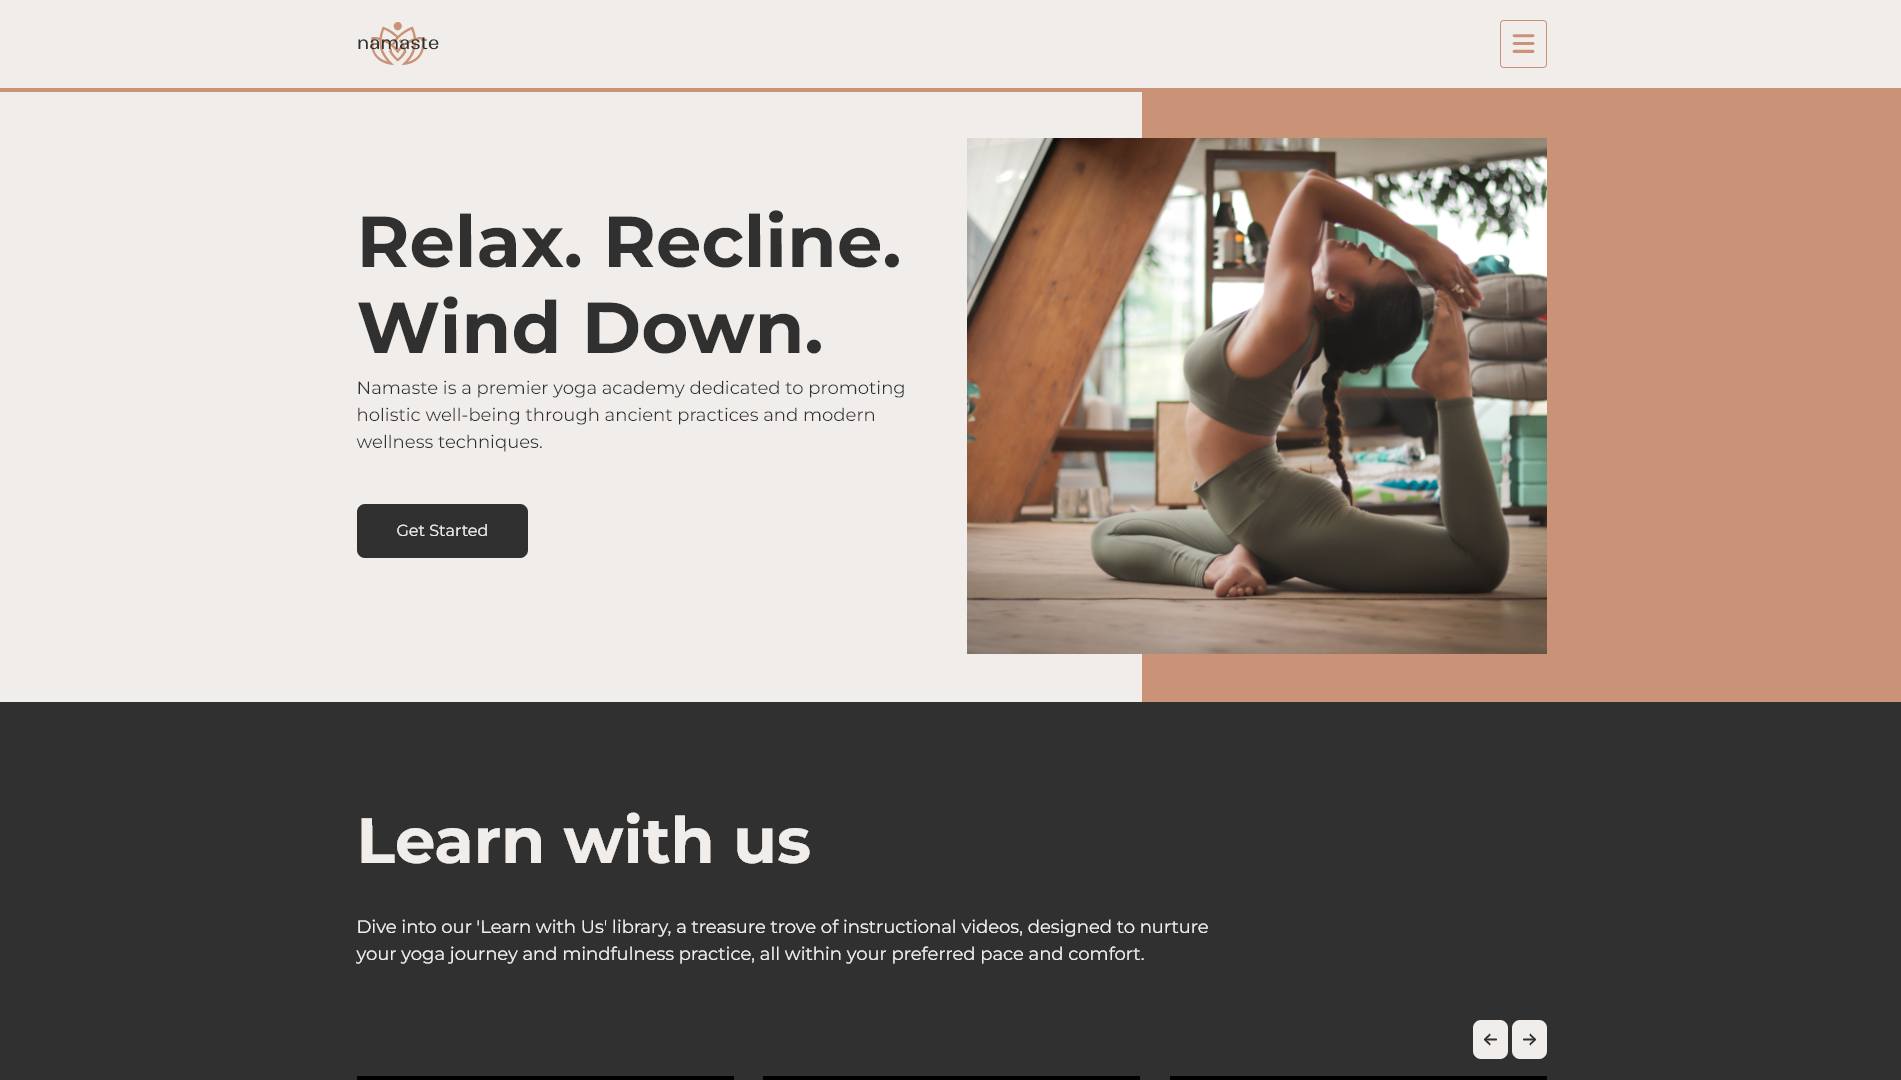 namaste
Relax. Recline.
Wind Down.
Namaste is a premier yoga academy dedicated to promoting
holistic well-being through ancient practices and modern
wellness techniques.
Get Started
Learn with us
Dive into our 'Learn with Us' library, a treasure trove of instructional videos, designed to nurture
your yoga journey and mindfulness practice, all within your preferred pace and comfort.